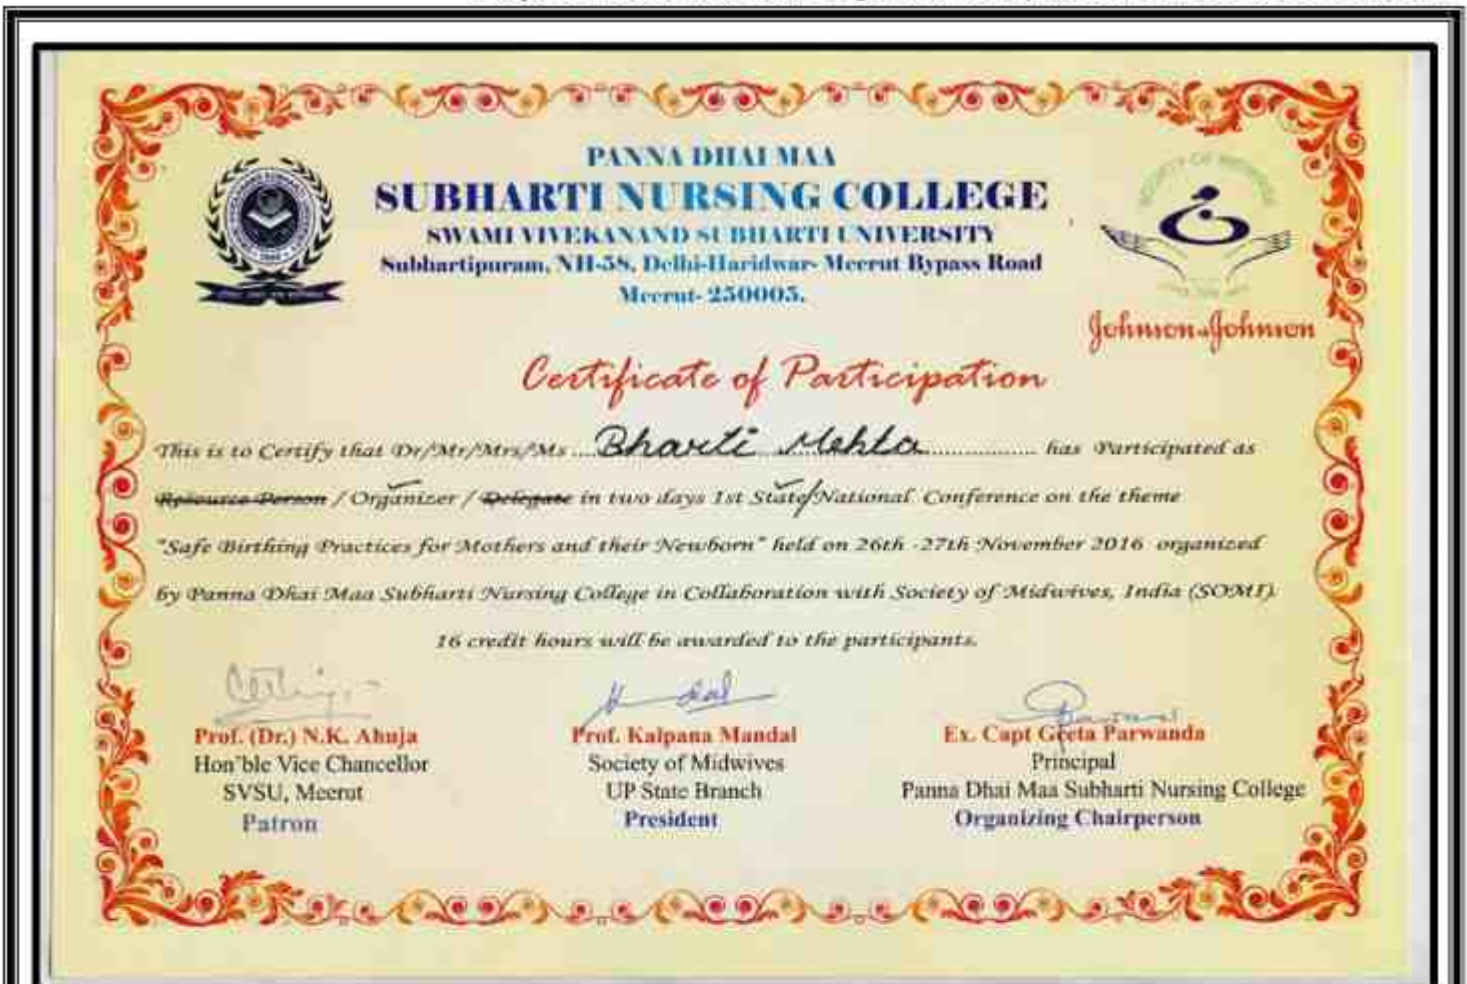 PANNA DHAI MAA
SUBHARTI NURSING COLLEGE
SWAMI VIVEKANAND SUBHARTI UNIVERSITY
Subhartipuram, NH-58, Delhi-Haridwar- Meerut Bypass Road
Meerut- 250005.
SOCIETY OF MIDWIVES
Johnson & Johnson
Certificate of Participation
This is to Certify that Dr/Mr/Mrs/Ms ... Bharti Mehta ................ has Participated as
Resource Person / Organizer / Delegate in two days 1st State/National Conference on the theme
"Safe Birthing Practices for Mothers and their Newborn" held on 26th -27th November 2016 organized
by Panna Dhai Maa Subharti Nursing College in Collaboration with Society of Midwives, India (SOMI).
16 credit hours will be awarded to the participants.
Prof. (Dr.) N.K. Ahuja
Hon'ble Vice Chancellor
SVSU, Meerut
Patron
Prof. Kalpana Mandal
Society of Midwives
UP State Branch
President
Ex. Capt Geeta Parwanda
Principal
Panna Dhai Maa Subharti Nursing College
Organizing Chairperson